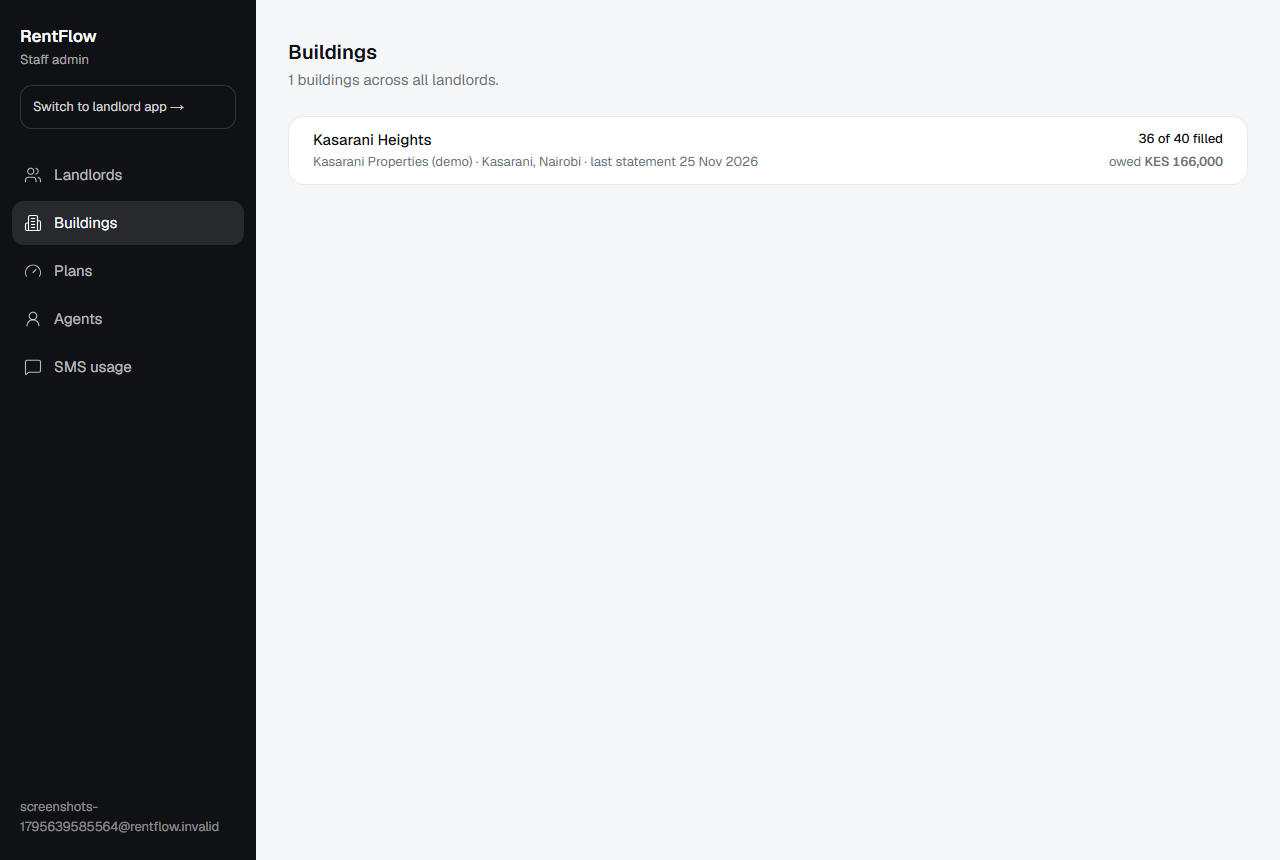 RentFlow
Staff admin
Switch to landlord app →
Landlords
Buildings
Plans
Agents
SMS usage
screenshots-
1795639585564@rentflow.invalid
Buildings
1 buildings across all landlords.
Kasarani Heights
36 of 40 filled
Kasarani Properties (demo) · Kasarani, Nairobi · last statement 25 Nov 2026
owed KES 166,000